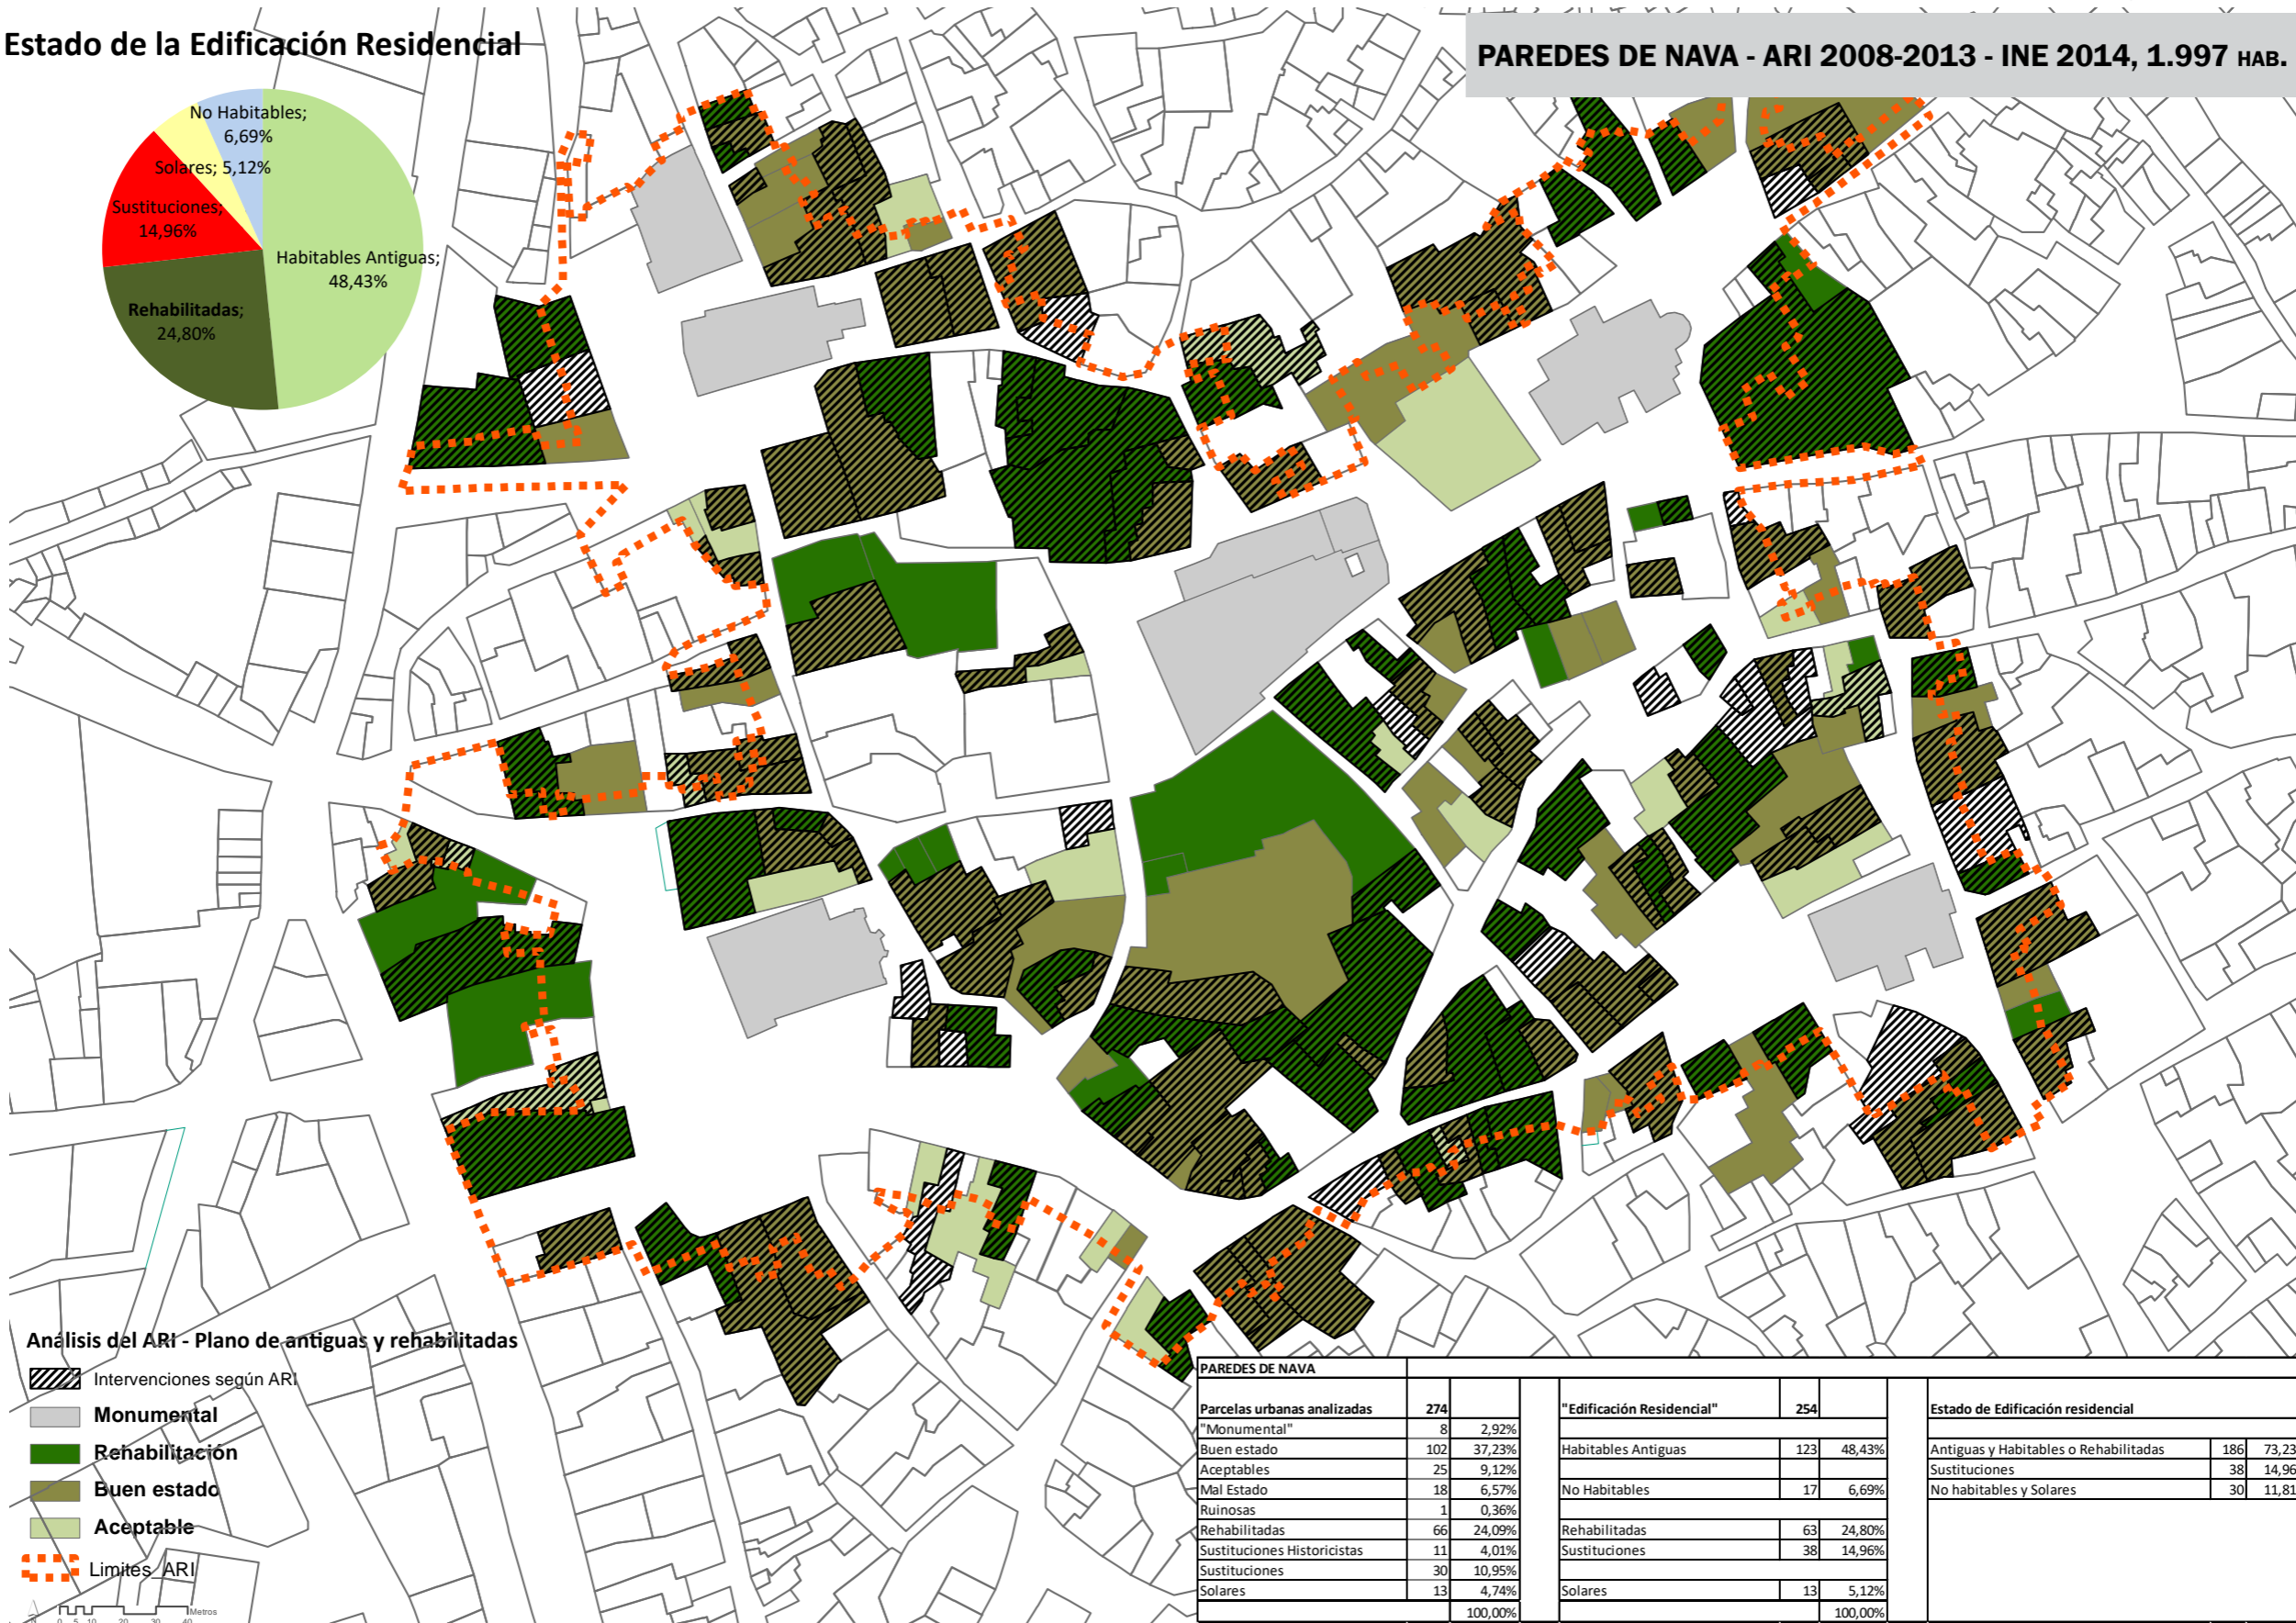 Estado de la Edificación Residencial
PAREDES DE NAVA - ARI 2008-2013 - INE 2014, 1.997 HAB.
No Habitables;
6,69%
Solares; 5,12%
Sustituciones;
14,96%
Habitables Antiguas;
48,43%
Rehabilitadas;
24,80%
Análisis del ARI - Plano de antiguas y rehabilitadas
Intervenciones según ARI
Monumental
Rehabilitación
Buen estado
Aceptable
Limites_ARI
Metros
0 5 10 20 30 40
PAREDES DE NAVA
Parcelas urbanas analizadas 274 "Edificación Residencial" 254 Estado de Edificación residencial
"Monumental" 8 2,92%
Buen estado 102 37,23% Habitables Antiguas 123 48,43% Antiguas y Habitables o Rehabilitadas 186 73,23
Aceptables 25 9,12% Sustituciones 38 14,96
Mal Estado 18 6,57% No Habitables 17 6,69% No habitables y Solares 30 11,81
Ruinosas 1 0,36%
Rehabilitadas 66 24,09% Rehabilitadas 63 24,80%
Sustituciones Historicistas 11 4,01% Sustituciones 38 14,96%
Sustituciones 30 10,95%
Solares 13 4,74% Solares 13 5,12%
100,00% 100,00%